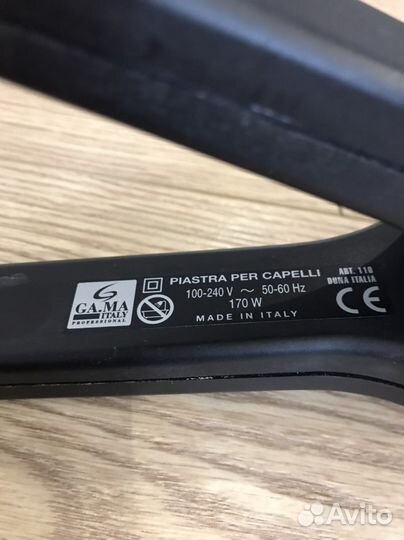 GA.MA
ITALY
PROFESSIONAL
PIASTRA PER CAPELLI
100-240 V ~ 50-60 Hz
170 W
MADE IN ITALY
ART. 110
DUNA ITALIA
CE
Avito